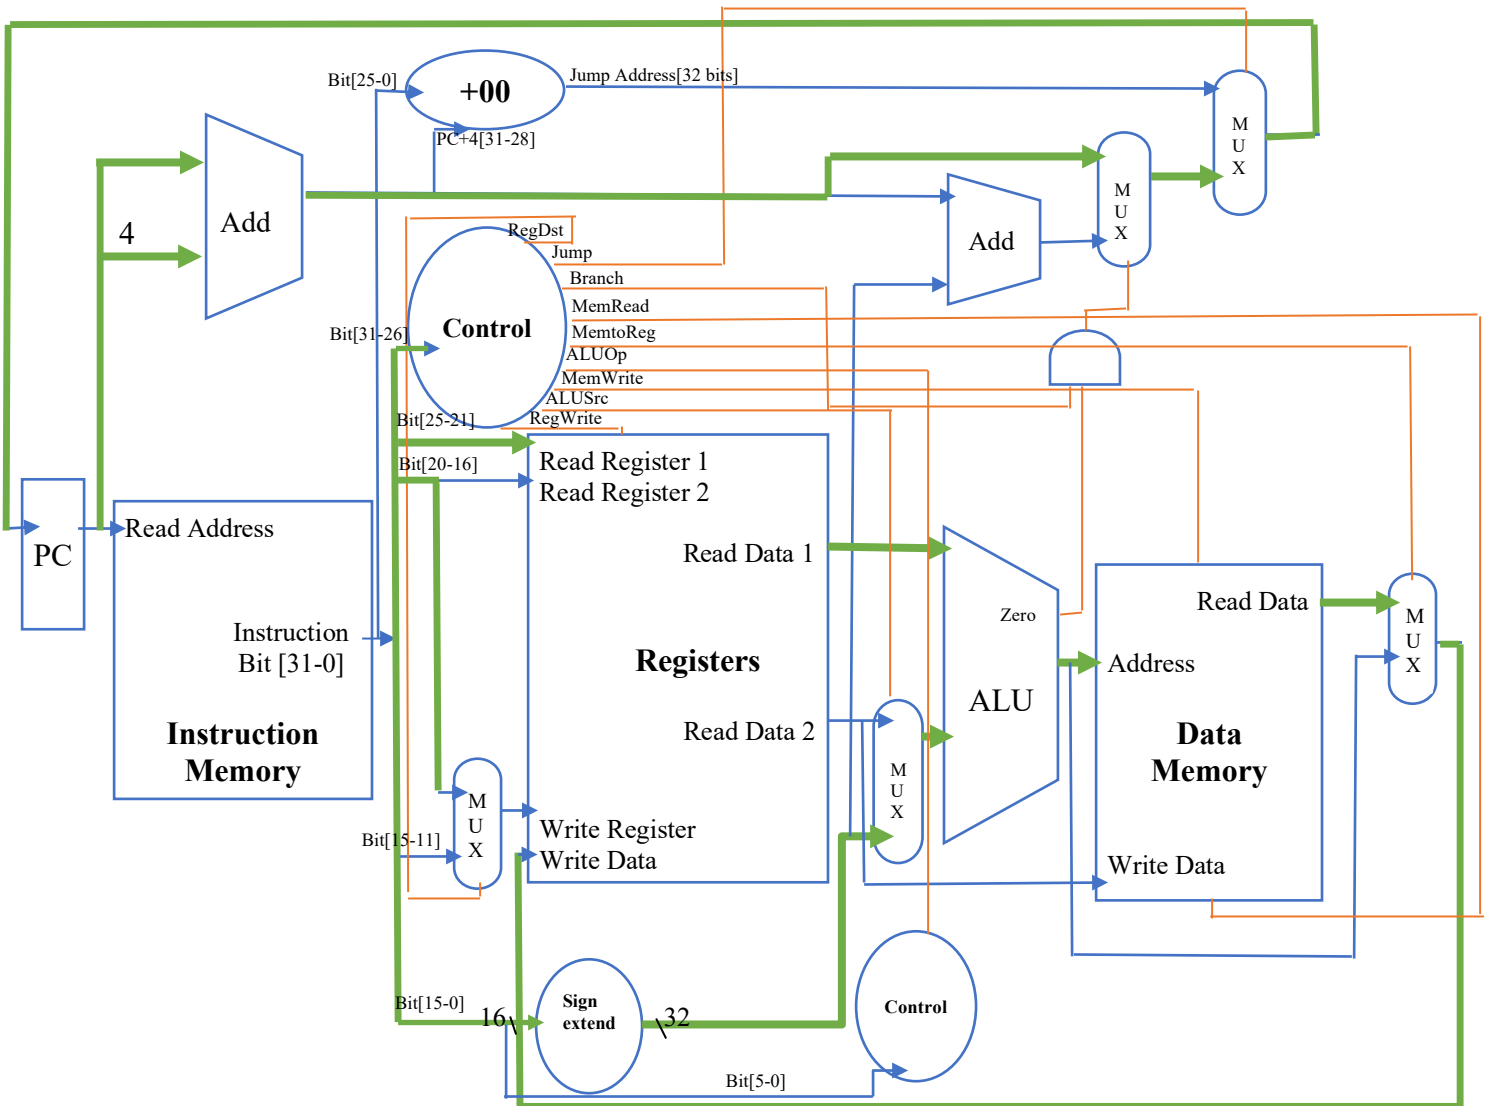 Bit[25-0]
+00
Jump Address[32 bits]
PC+4[31-28]
M
U
X
M
U
X
Add
4
Add
RegDst
Jump
Branch
MemRead
MemtoReg
ALUOp
MemWrite
ALUSrc
RegWrite
Control
Bit[31-26]
Bit[25-21]
Bit[20-16]
Read Register 1
Read Register 2
PC
Read Address
Read Data 1
Instruction
Bit [31-0]
Registers
Zero
Read Data
M
U
X
Address
ALU
Read Data 2
Instruction
Memory
Data
Memory
M
U
X
M
U
X
Bit[15-11]
Write Register
Write Data
Write Data
Bit[15-0]
16
Sign
extend
32
Control
Bit[5-0]